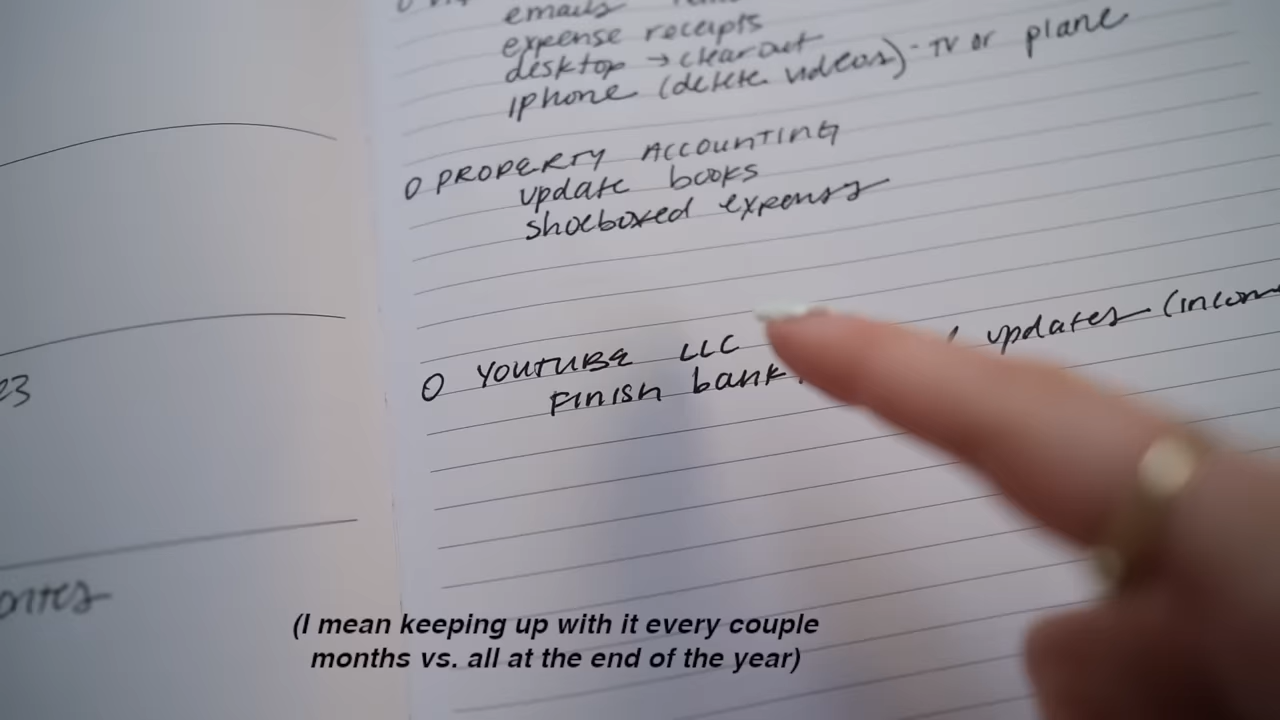 emails
expense receipts
desktop → clear out
iphone (delete videos) - TV or plane
O PROPERTY ACCOUNTING
update books
shoeboxed expenses
O YOUTUBE LLC updates (incom
Finish bank
23
(I mean keeping up with it every couple
months vs. all at the end of the year)